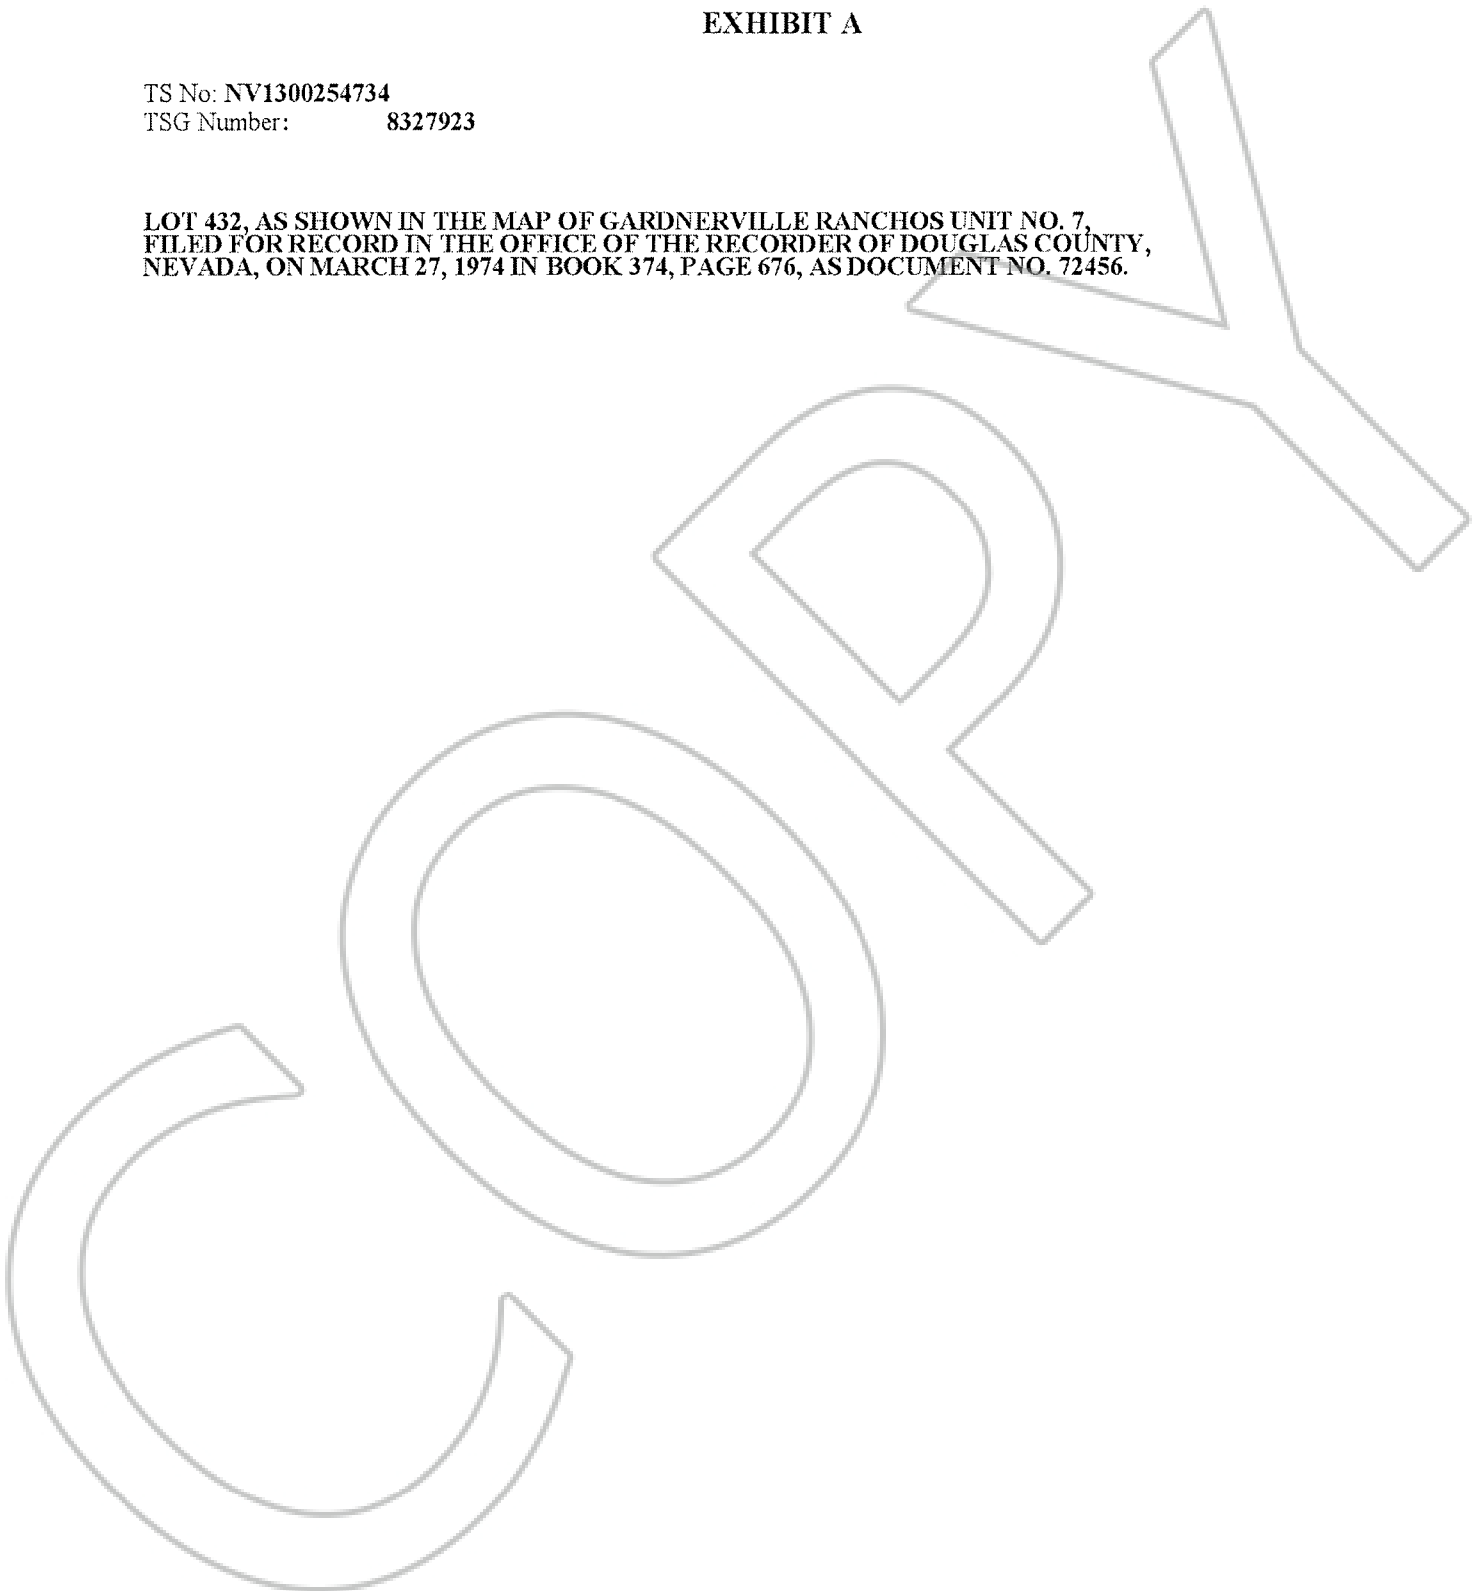 EXHIBIT A
TS No: NV1300254734
TSG Number: 8327923
LOT 432, AS SHOWN IN THE MAP OF GARDNERVILLE RANCHOS UNIT NO. 7,
FILED FOR RECORD IN THE OFFICE OF THE RECORDER OF DOUGLAS COUNTY,
NEVADA, ON MARCH 27, 1974 IN BOOK 374, PAGE 676, AS DOCUMENT NO. 72456.
COPY